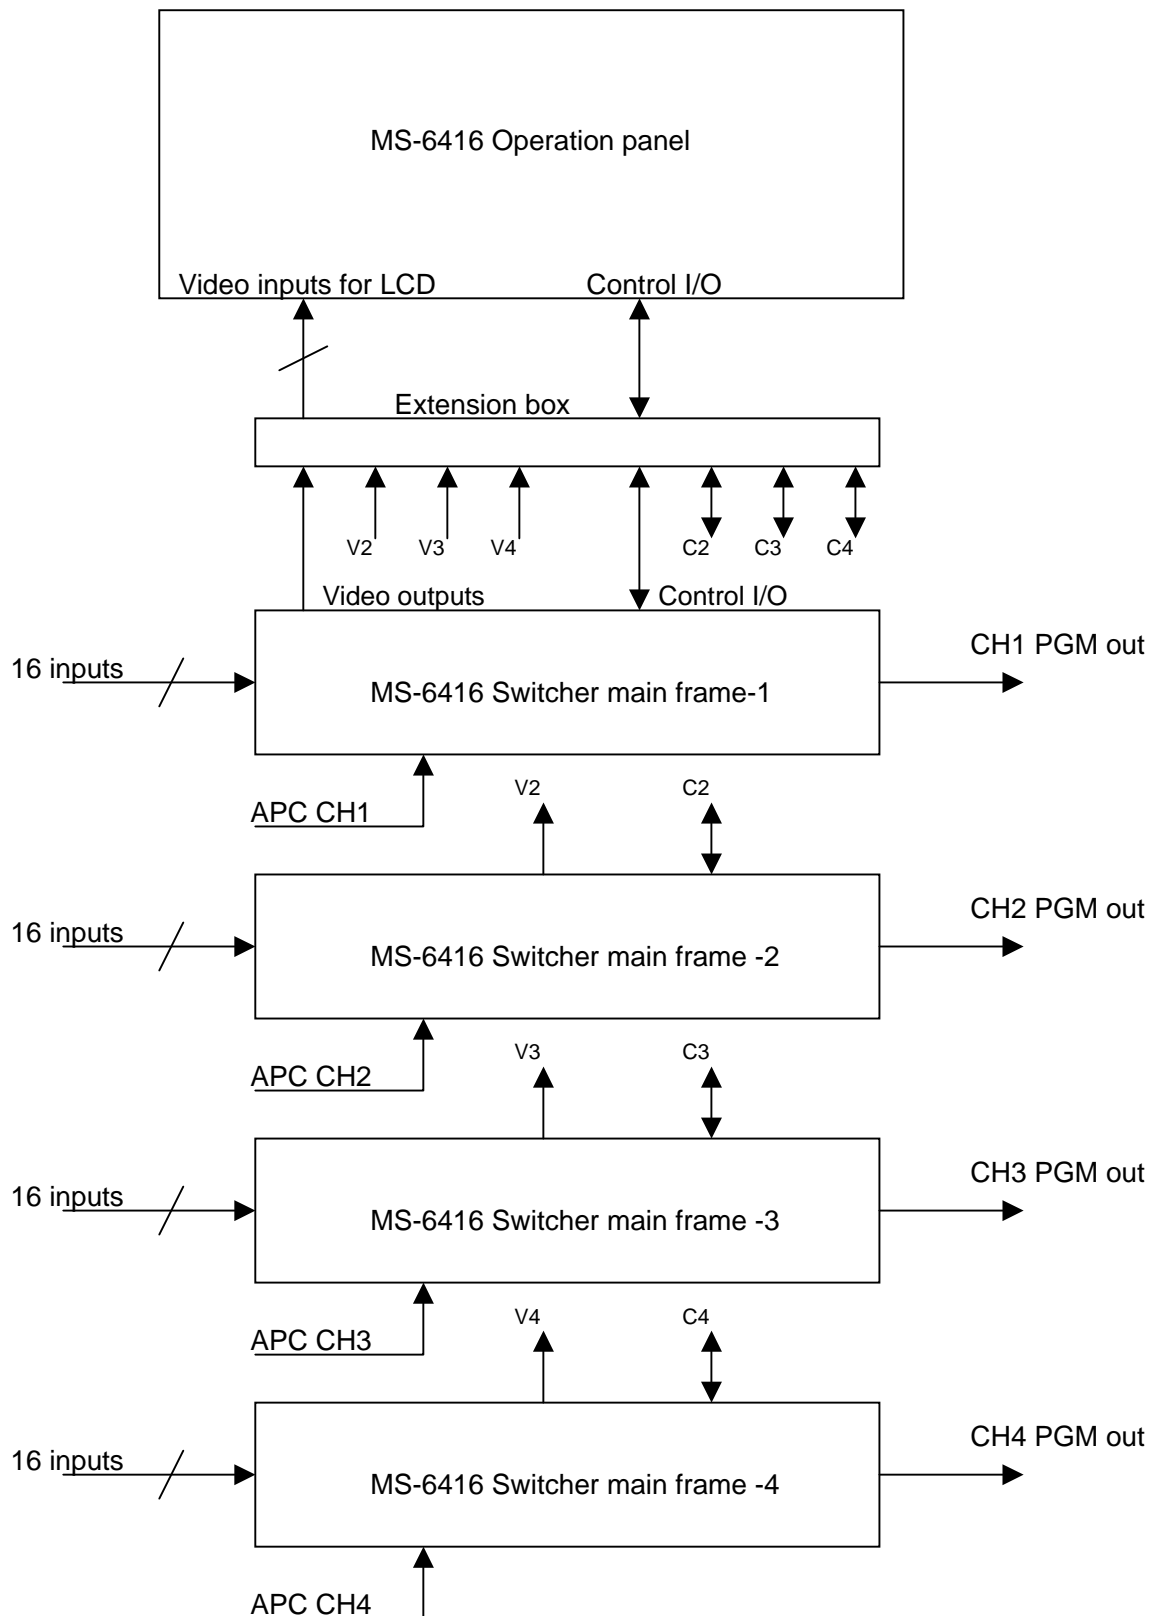 MS-6416 Operation panel
Video inputs for LCD
Control I/O
Extension box
V2
V3
V4
C2
C3
C4
Video outputs
Control I/O
16 inputs
MS-6416 Switcher main frame-1
CH1 PGM out
APC CH1
V2
C2
16 inputs
MS-6416 Switcher main frame -2
CH2 PGM out
APC CH2
V3
C3
16 inputs
MS-6416 Switcher main frame -3
CH3 PGM out
APC CH3
V4
C4
16 inputs
MS-6416 Switcher main frame -4
CH4 PGM out
APC CH4